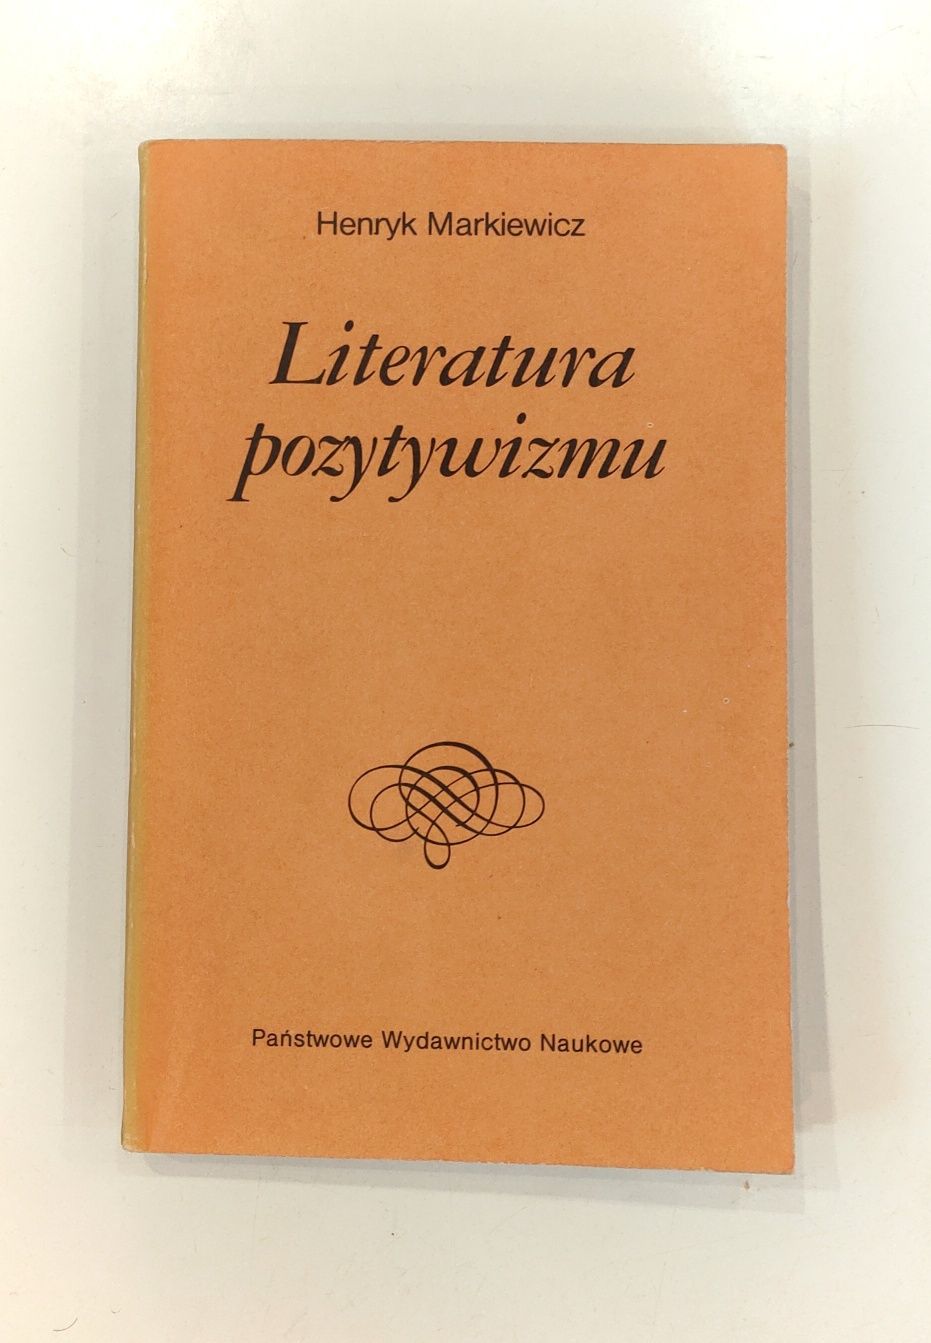 Henryk Markiewicz
Literatura
pozytywizmu
Państwowe Wydawnictwo Naukowe